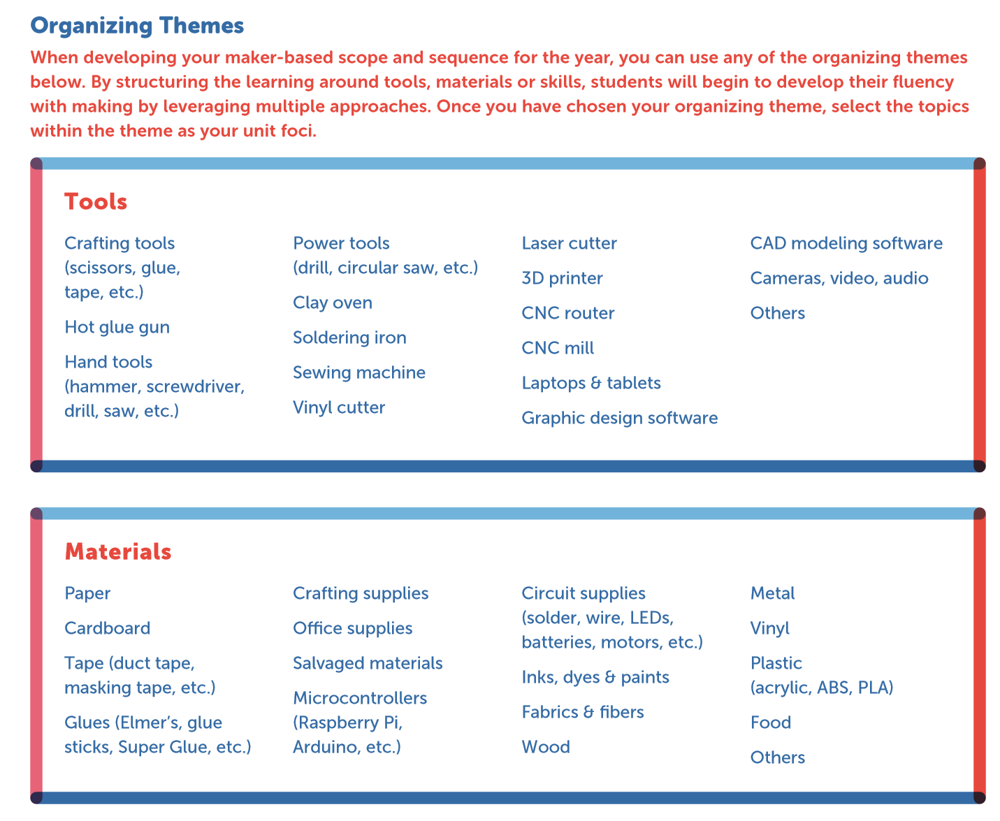 Organizing Themes
When developing your maker-based scope and sequence for the year, you can use any of the organizing themes
below. By structuring the learning around tools, materials or skills, students will begin to develop their fluency
with making by leveraging multiple approaches. Once you have chosen your organizing theme, select the topics
within the theme as your unit foci.
Tools
Crafting tools
(scissors, glue,
tape, etc.)
Hot glue gun
Hand tools
(hammer, screwdriver,
drill, saw, etc.)
Power tools
(drill, circular saw, etc.)
Clay oven
Soldering iron
Sewing machine
Vinyl cutter
Laser cutter
3D printer
CNC router
CNC mill
Laptops & tablets
Graphic design software
CAD modeling software
Cameras, video, audio
Others
Materials
Paper
Cardboard
Tape (duct tape,
masking tape, etc.)
Glues (Elmer’s, glue
sticks, Super Glue, etc.)
Crafting supplies
Office supplies
Salvaged materials
Microcontrollers
(Raspberry Pi,
Arduino, etc.)
Circuit supplies
(solder, wire, LEDs,
batteries, motors, etc.)
Inks, dyes & paints
Fabrics & fibers
Wood
Metal
Vinyl
Plastic
(acrylic, ABS, PLA)
Food
Others